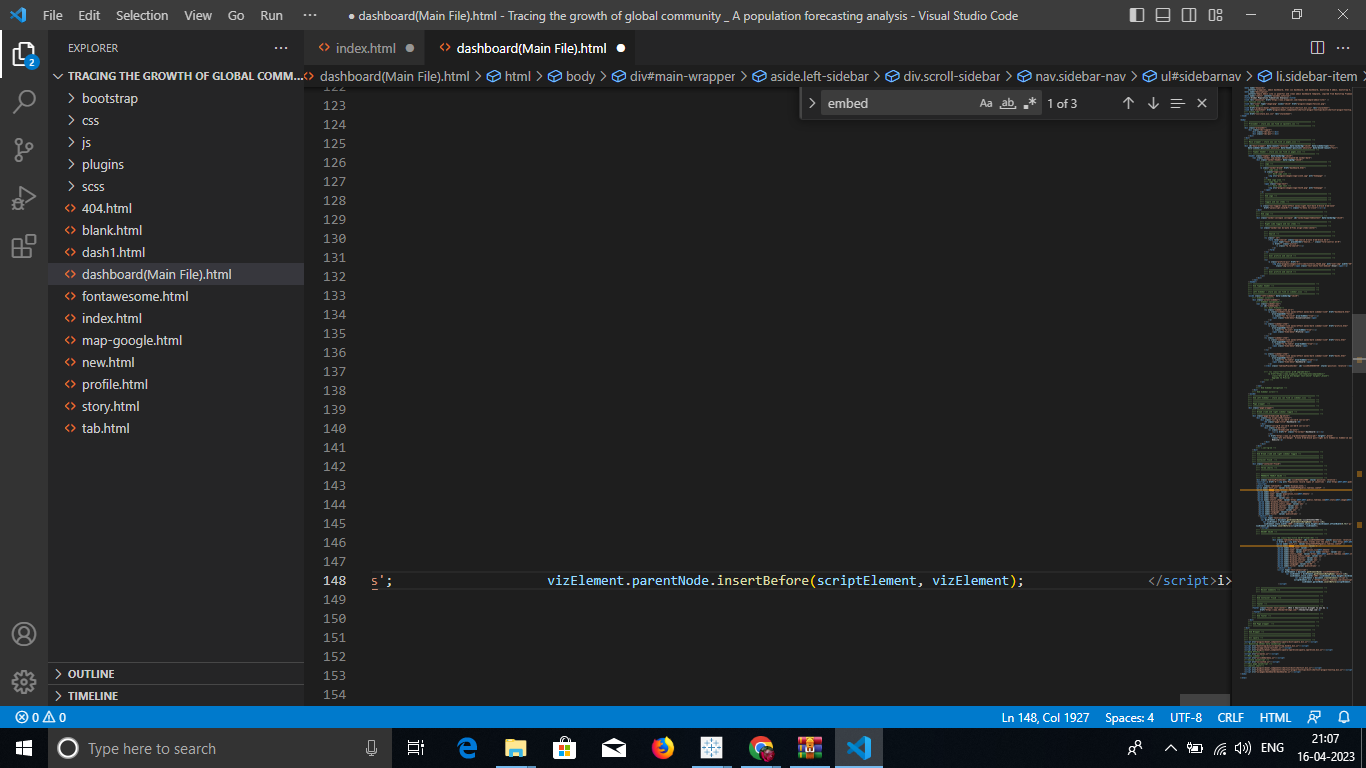 File Edit Selection View Go Run ··· ● dashboard(Main File).html - Tracing the growth of global community _ A population forecasting analysis - Visual Studio Code
EXPLORER ···
index.html ●
dashboard(Main File).html ●
TRACING THE GROWTH OF GLOBAL COMM...
dashboard(Main File).html > html > body > div#main-wrapper > aside.left-sidebar > div.scroll-sidebar > nav.sidebar-nav > ul#sidebarnav > li.sidebar-item >
embed Aa ab .* 1 of 3
2
bootstrap
css
js
plugins
scss
404.html
blank.html
dash1.html
dashboard(Main File).html
fontawesome.html
index.html
map-google.html
new.html
profile.html
story.html
tab.html
OUTLINE
TIMELINE
122
123
124
125
126
127
128
129
130
131
132
133
134
135
136
137
138
139
140
141
142
143
144
145
146
147
148 s'; vizElement.parentNode.insertBefore(scriptElement, vizElement); </script>i>
149
150
151
152
153
154
0 0 Ln 148, Col 1927 Spaces: 4 UTF-8 CRLF HTML
Type here to search
ENG
21:07
16-04-2023